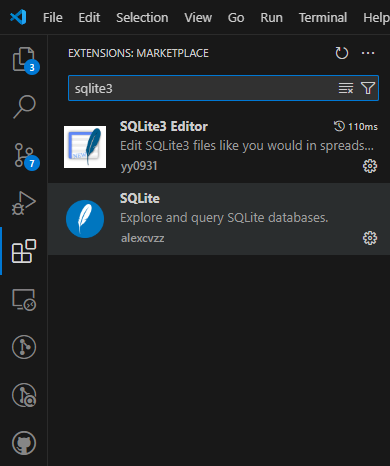 File Edit Selection View Go Run Terminal Help
EXTENSIONS: MARKETPLACE
3
sqlite3
SQLite3 Editor 110ms
Edit SQLite3 files like you would in spreads...
yy0931
7
SQLite
Explore and query SQLite databases.
alexcvzz